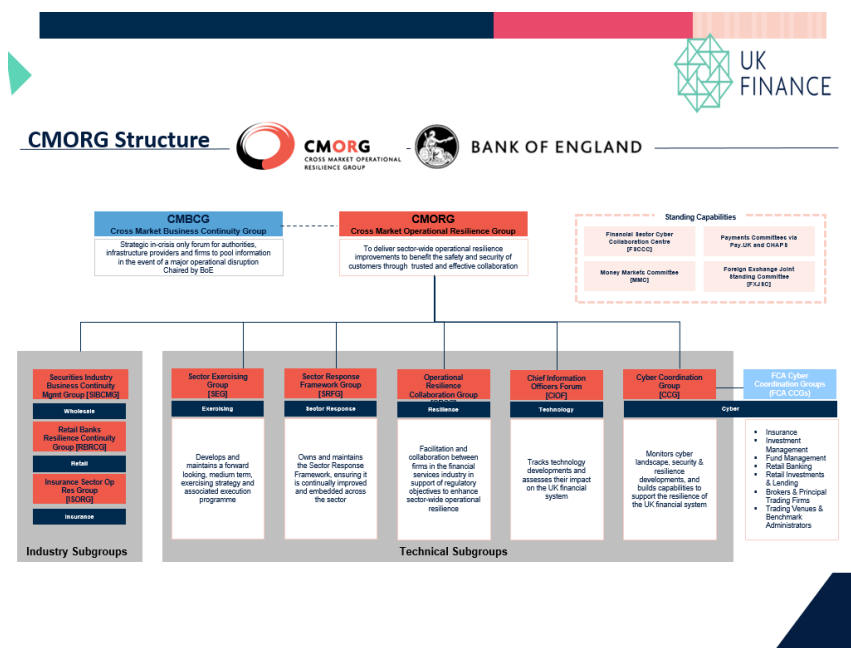 UK
FINANCE
CMORG Structure
CMORG
CROSS MARKET OPERATIONAL
RESILIENCE GROUP
BANK OF ENGLAND
CMBCG
Cross Market Business Continuity Group
Strategic in-crisis only forum for authorities,
infrastructure providers and firms to pool information
in the event of a major operational disruption
Chaired by BoE
CMORG
Cross Market Operational Resilience Group
To deliver sector-wide operational resilience
improvements to benefit the safety and security of
customers through trusted and effective collaboration
Standing Capabilities
Financial Sector Cyber
Collaboration Centre
[FSCCC]
Payments Committees via
Pay.UK and CHAPS
Money Markets Committee
[MMC]
Foreign Exchange Joint
Standing Committee
[FXJSC]
Securities Industry
Business Continuity
Mgmt Group [SIBCMG]
Wholesale
Retail Banks
Resilience Continuity
Group [RBRCG]
Retail
Insurance Sector Op
Res Group
[ISORG]
Insurance
Industry Subgroups
Sector Exercising
Group
[SEG]
Exercising
Develops and
maintains a forward
looking, medium term,
exercising strategy and
associated execution
programme
Sector Response
Framework Group
[SRFG]
Sector Response
Owns and maintains
the Sector Response
Framework, ensuring it
is continually improved
and embedded across
the sector
Operational
Resilience
Collaboration Group
Resilience
Facilitation and
collaboration between
firms in the financial
services industry in
support of regulatory
objectives to enhance
sector-wide operational
resilience
Chief Information
Officers Forum
[CIOF]
Technology
Tracks technology
developments and
assesses their impact
on the UK financial
system
Cyber Coordination
Group
[CCG]
Cyber
Monitors cyber
landscape, security &
resilience
developments, and
builds capabilities to
support the resilience of
the UK financial system
FCA Cyber
Coordination Groups
(FCA CCGs)
▪ Insurance
▪ Investment
Management
▪ Fund Management
▪ Retail Banking
▪ Retail Investments
& Lending
▪ Brokers & Principal
Trading Firms
▪ Trading Venues &
Benchmark
Administrators
Technical Subgroups